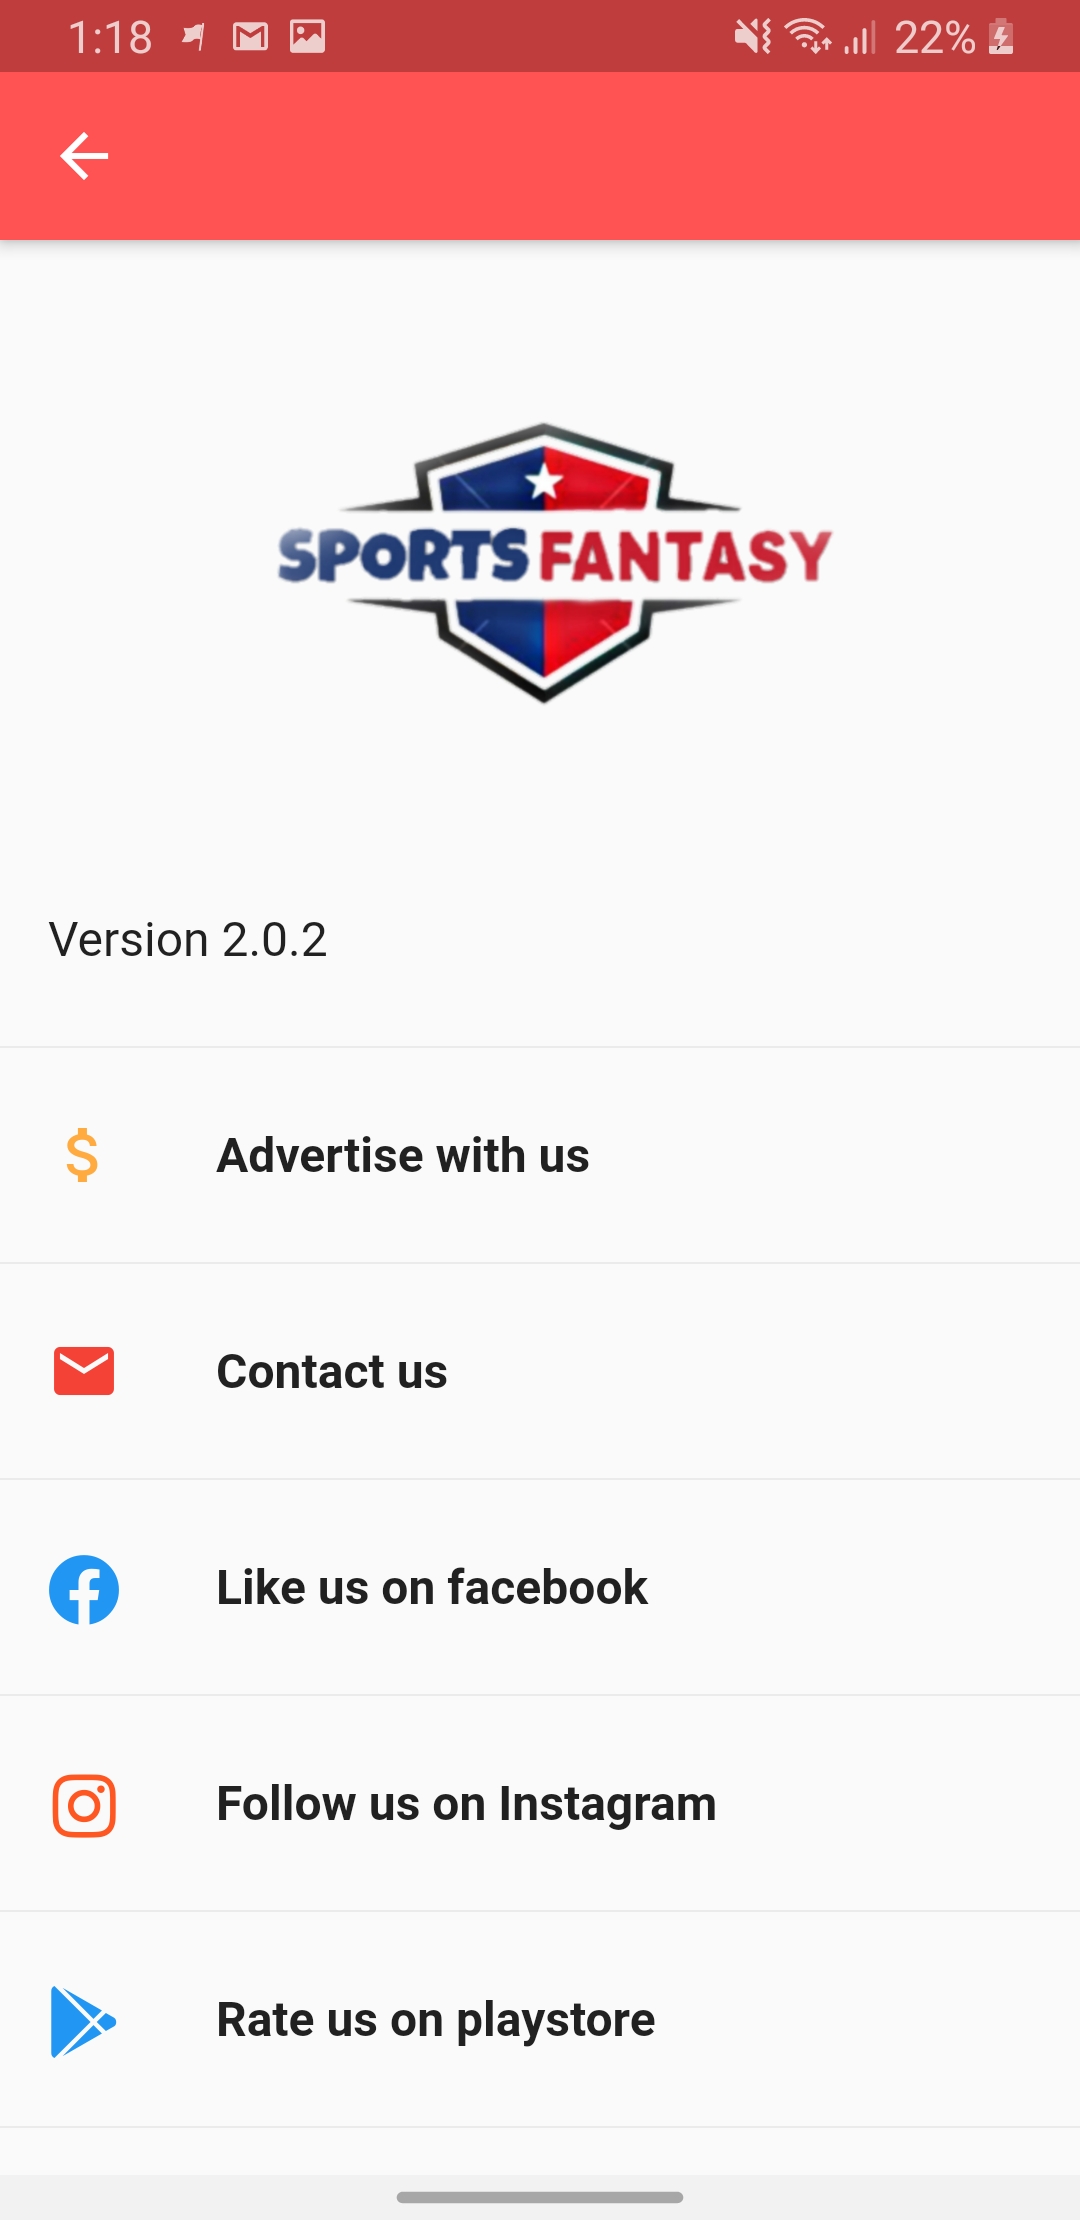 1:18 22%
SPORTS FANTASY
Version 2.0.2
Advertise with us
Contact us
Like us on facebook
Follow us on Instagram
Rate us on playstore